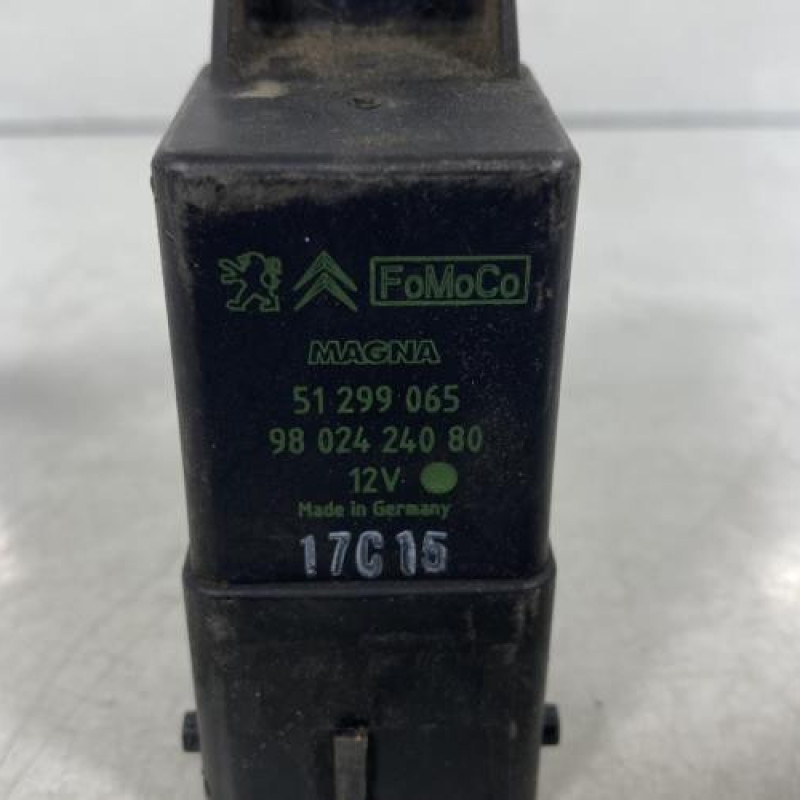 FoMoCo
MAGNA
51 299 065
98 024 240 80
12V
Made in Germany
17C15